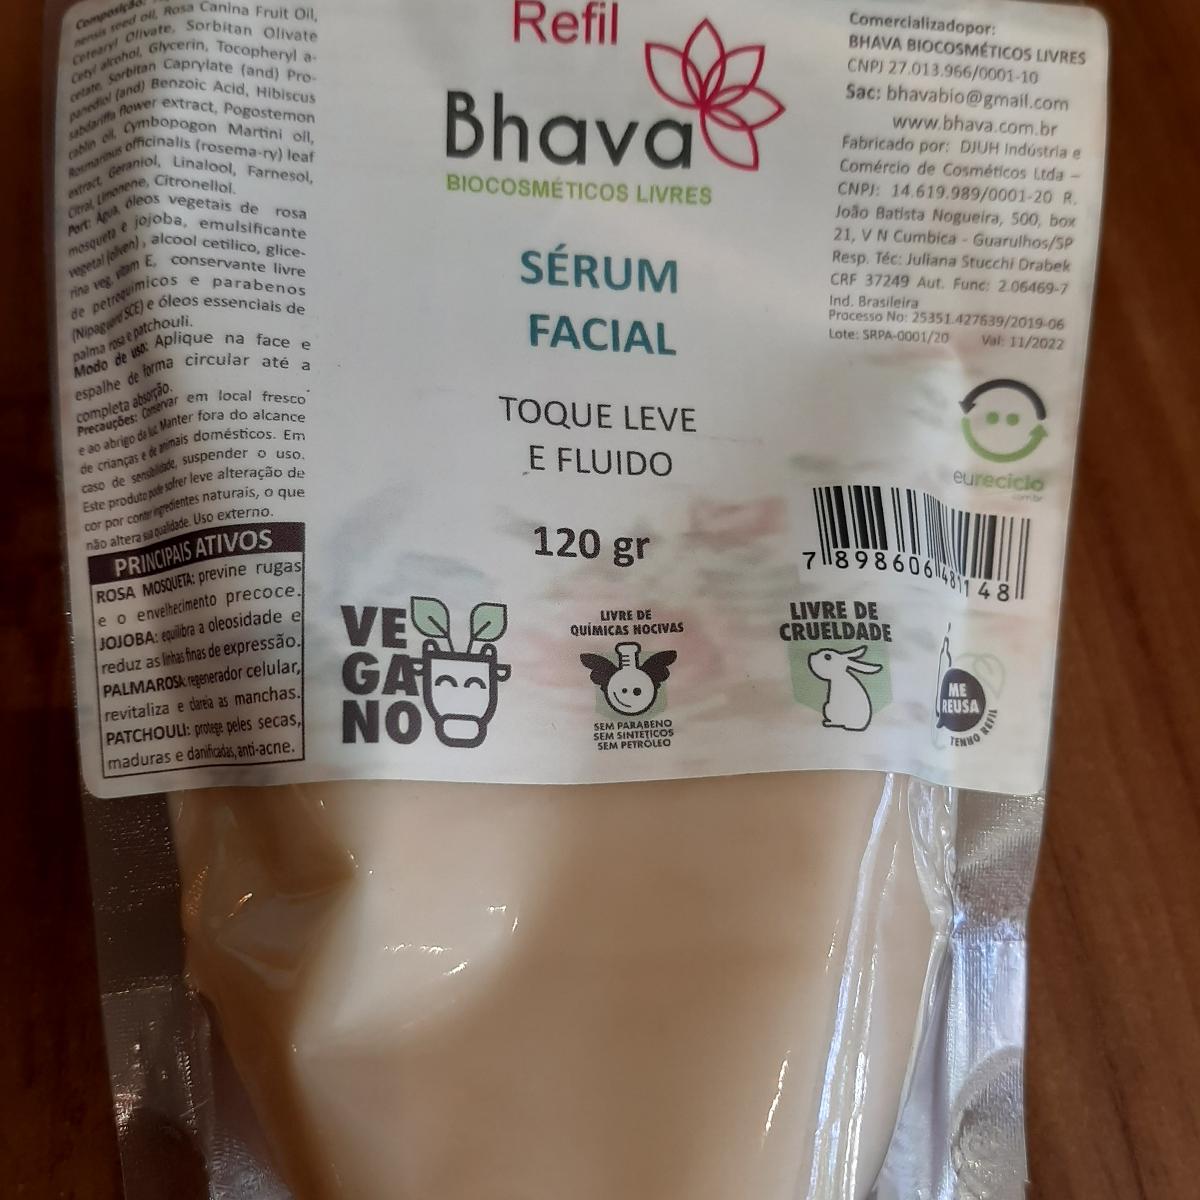 Composição:
nensis seed oil, Rosa Canina Fruit Oil,
Cetearyl Olivate, Sorbitan Olivate
Cetyl alcohol, Glycerin, Tocopheryl a-
cetate, Sorbitan Caprylate (and) Pro-
panediol (and) Benzoic Acid, Hibiscus
sabdariffa flower extract, Pogostemon
cablin oil, Cymbopogon Martini oil,
Rosmarinus officinalis (rosema-ry) leaf
extract, Geraniol, Linalool, Farnesol,
Citral, Limonene, Citronellol.
Port: Água, óleos vegetais de rosa
mosqueta e jojoba, emulsificante
vegetal (oliven), alcool cetílico, glice-
rina veg, vitam E, conservante livre
de petroquímicos e parabenos
(Nipaguard SCE) e óleos essenciais de
palma rosa e patchouli.
Modo de uso: Aplique na face e
espalhe de forma circular até a
completa absorção.
Precauções: Conservar em local fresco
e ao abrigo da luz. Manter fora do alcance
de crianças e de animais domésticos. Em
caso de sensibilidade, suspender o uso.
Este produto pode sofrer leve alteração de
cor por conter ingredientes naturais, o que
não altera sua qualidade. Uso externo.
PRINCIPAIS ATIVOS
ROSA MOSQUETA: previne rugas
e o envelhecimento precoce.
JOJOBA: equilibra a oleosidade e
reduz as linhas finas de expressão.
PALMAROSA: regenerador celular,
revitaliza e clareia as manchas.
PATCHOULI: protege peles secas,
maduras e danificadas, anti-acne.
Refil
Bhava
BIOCOSMÉTICOS LIVRES
SÉRUM
FACIAL
TOQUE LEVE
E FLUIDO
120 gr
VE
GA
NO
LIVRE DE
QUÍMICAS NOCIVAS
SEM PARABENO
SEM SINTETICOS
SEM PETRÓLEO
LIVRE DE
CRUELDADE
ME
REUSA
TENHO REFIL
Comercializadopor:
BHAVA BIOCOSMÉTICOS LIVRES
CNPJ 27.013.966/0001-10
Sac: bhavabio@gmail.com
www.bhava.com.br
Fabricado por: DJUH Indústria e
Comércio de Cosméticos Ltda –
CNPJ: 14.619.989/0001-20 R.
João Batista Nogueira, 500, box
21, V N Cumbica - Guarulhos/SP
Resp. Téc: Juliana Stucchi Drabek
CRF 37249 Aut. Func: 2.06469-7
Ind. Brasileira
Processo No: 25351.427639/2019-06
Lote: SRPA-0001/20 Val: 11/2022
eureciclo
com.br
7 898606 481148